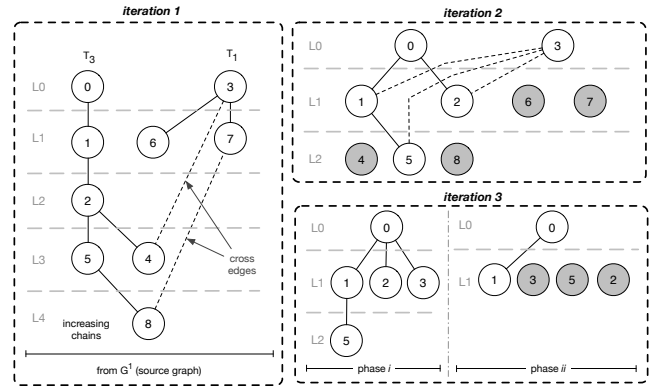 iteration 1
T3 T1
L0 0 3
L1 1 6 7
L2 2
L3 5 4
cross
edges
L4 8
increasing
chains
from G¹ (source graph)
iteration 2
L0 0 3
L1 1 2 6 7
L2 4 5 8
iteration 3
L0 0
L1 1 2 3
L2 5
phase i
L0 0
L1 1 3 5 2
phase ii